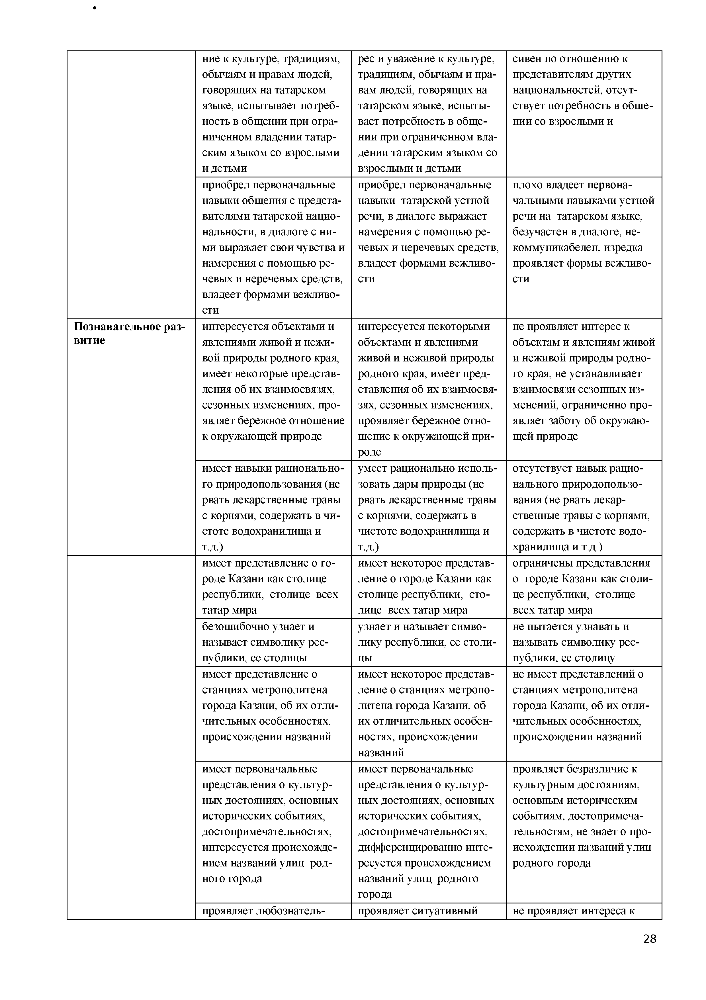 ние к культуре, традициям,
обычаям и нравам людей,
говорящих на татарском
языке, испытывает потреб-
ность в общении при огра-
ниченном владении татар-
ским языком со взрослыми
и детьми
рес и уважение к культуре,
традициям, обычаям и нра-
вам людей, говорящих на
татарском языке, испыты-
вает потребность в обще-
нии при ограниченном вла-
дении татарским языком со
взрослыми и детьми
сивен по отношению к
представителям других
национальностей, отсут-
ствует потребность в обще-
нии со взрослыми и
приобрел первоначальные
навыки общения с предста-
вителями татарской нацио-
нальности, в диалоге с ни-
ми выражает свои чувства и
намерения с помощью ре-
чевых и неречевых средств,
владеет формами вежливо-
сти
приобрел первоначальные
навыки татарской устной
речи, в диалоге выражает
намерения с помощью ре-
чевых и неречевых средств,
владеет формами вежливо-
сти
плохо владеет первона-
чальными навыками устной
речи на татарском языке,
безучастен в диалоге, не-
коммуникабелен, изредка
проявляет формы вежливо-
сти
Познавательное раз-
витие
интересуется объектами и
явлениями живой и нежи-
вой природы родного края,
имеет некоторые представ-
ления об их взаимосвязях,
сезонных изменениях, про-
являет бережное отношение
к окружающей природе
интересуется некоторыми
объектами и явлениями
живой и неживой природы
родного края, имеет пред-
ставления об их взаимосвя-
зях, сезонных изменениях,
проявляет бережное отно-
шение к окружающей при-
роде
не проявляет интерес к
объектам и явлениям живой
и неживой природы родно-
го края, не устанавливает
взаимосвязи сезонных из-
менений, ограниченно про-
являет заботу об окружаю-
щей природе
имеет навыки рационально-
го природопользования (не
рвать лекарственные травы
с корнями, содержать в чи-
стоте водохранилища и
т.д.)
умеет рационально исполь-
зовать дары природы (не
рвать лекарственные травы
с корнями, содержать в
чистоте водохранилища и
т.д.)
отсутствует навык рацио-
нального природопользо-
вания (не рвать лекар-
ственные травы с корнями,
содержать в чистоте водо-
хранилища и т.д.)
имеет представление о го-
роде Казани как столице
республики, столице всех
татар мира
имеет некоторое представ-
ление о городе Казани как
столице республики, сто-
лице всех татар мира
ограничены представления
о городе Казани как столи-
це республики, столице
всех татар мира
безошибочно узнает и
называет символику рес-
публики, ее столицы
узнает и называет симво-
лику республики, ее столи-
цы
не пытается узнавать и
называть символику рес-
публики, ее столицу
имеет представление о
станциях метрополитена
города Казани, об их отли-
чительных особенностях,
происхождении названий
имеет некоторое представ-
ление о станциях метропо-
литена города Казани, об
их отличительных особен-
ностях, происхождении
названий
не имеет представлений о
станциях метрополитена
города Казани, об их отли-
чительных особенностях,
происхождении названий
имеет первоначальные
представления о культур-
ных достояниях, основных
исторических событиях,
достопримечательностях,
интересуется происхожде-
нием названий улиц род-
ного города
имеет первоначальные
представления о культур-
ных достояниях, основных
исторических событиях,
достопримечательностях,
дифференцированно инте-
ресуется происхождением
названий улиц родного
города
проявляет безразличие к
культурным достояниям,
основным историческим
событиям, достопримеча-
тельностям, не знает о про-
исхождении названий улиц
родного города
проявляет любознатель-
проявляет ситуативный
не проявляет интереса к
28